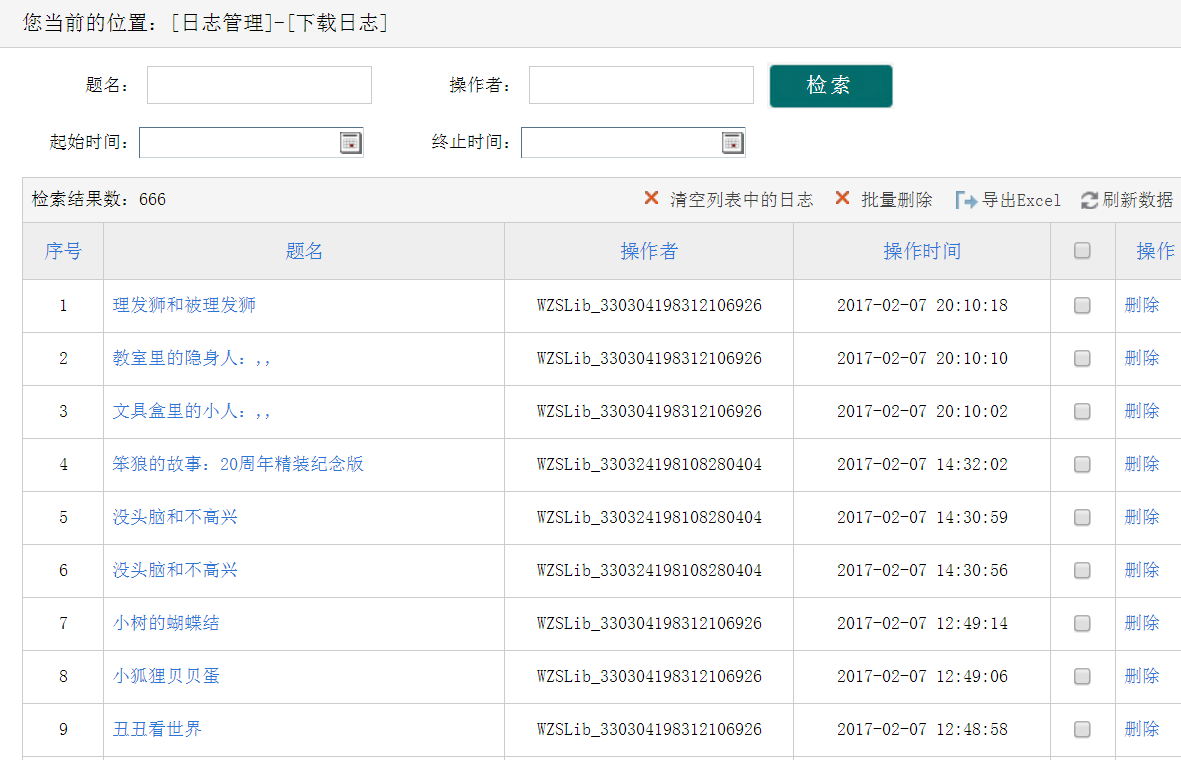 您当前的位置：[日志管理]-[下载日志]
题名： 操作者： 检索
起始时间： 终止时间：
检索结果数：666 清空列表中的日志 批量删除 导出Excel 刷新数据
序号 题名 操作者 操作时间 操作
1 理发狮和被理发狮 WZSLib_330304198312106926 2017-02-07 20:10:18 删除
2 教室里的隐身人：,, WZSLib_330304198312106926 2017-02-07 20:10:10 删除
3 文具盒里的小人：,, WZSLib_330304198312106926 2017-02-07 20:10:02 删除
4 笨狼的故事：20周年精装纪念版 WZSLib_330324198108280404 2017-02-07 14:32:02 删除
5 没头脑和不高兴 WZSLib_330324198108280404 2017-02-07 14:30:59 删除
6 没头脑和不高兴 WZSLib_330324198108280404 2017-02-07 14:30:56 删除
7 小树的蝴蝶结 WZSLib_330304198312106926 2017-02-07 12:49:14 删除
8 小狐狸贝贝蛋 WZSLib_330304198312106926 2017-02-07 12:49:06 删除
9 丑丑看世界 WZSLib_330304198312106926 2017-02-07 12:48:58 删除